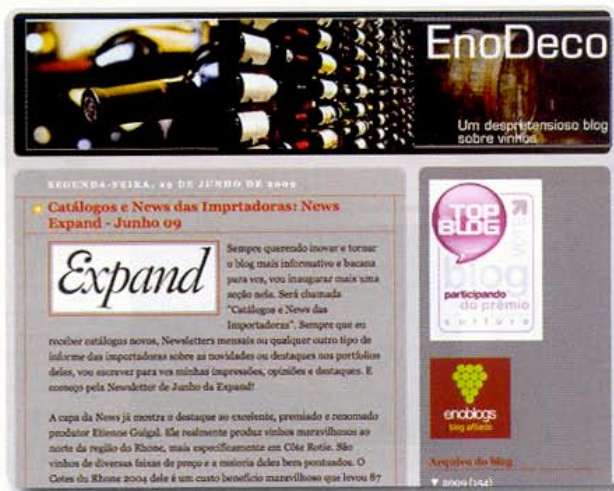 EnoDeco
Um despretensioso blog
sobre vinhos
SEGUNDA-FEIRA, 29 DE JUNHO DE 2009
Catálogos e News das Imprtadoras: News
Expand - Junho 09
Expand
Sempre querendo inovar e tornar
o blog mais informativo e bacana
para vcs, vou inaugurar mais uma
seção nele. Será chamada
"Catálogos e News das
Importadoras". Sempre que eu
receber catálogos novos, Newsletters mensais ou qualquer outro tipo de
informe das importadoras sobre as novidades ou destaques nos portfolios
deles, vou escrever para vcs minhas impressões, opiniões e destaques. E
começo pela Newsletter de Junho da Expand!
A capa da News já mostra o destaque ao excelente, premiado e renomado
produtor Etienne Guigal. Ele realmente produz vinhos maravilhosos ao
norte da região do Rhone, mais especificamente em Côte Rotie. São
vinhos de diversas faixas de preço e a maioria deles bem pontuados. O
Cotes du Rhone 2004 dele é um custo benefício maravilhoso que levou 87
TOP
BLOG
VOTE
blog
participando
do prêmio
cultura
enoblogs
blog afiliado
Arquivo do blog
▼ 2009 (154)